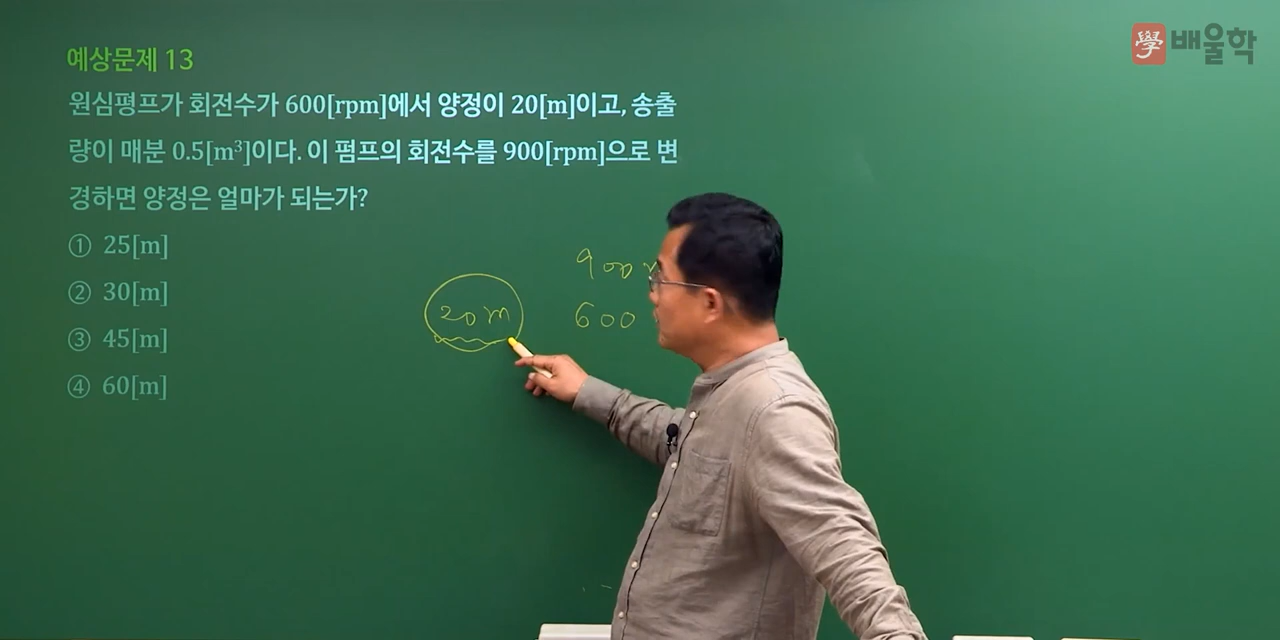 學 배울학
예상문제 13
원심펌프가 회전수가 600[rpm]에서 양정이 20[m]이고, 송출
량이 매분 0.5[m³]이다. 이 펌프의 회전수를 900[rpm]으로 변
경하면 양정은 얼마가 되는가?
① 25[m]
② 30[m]
③ 45[m]
④ 60[m]
20m
900
600